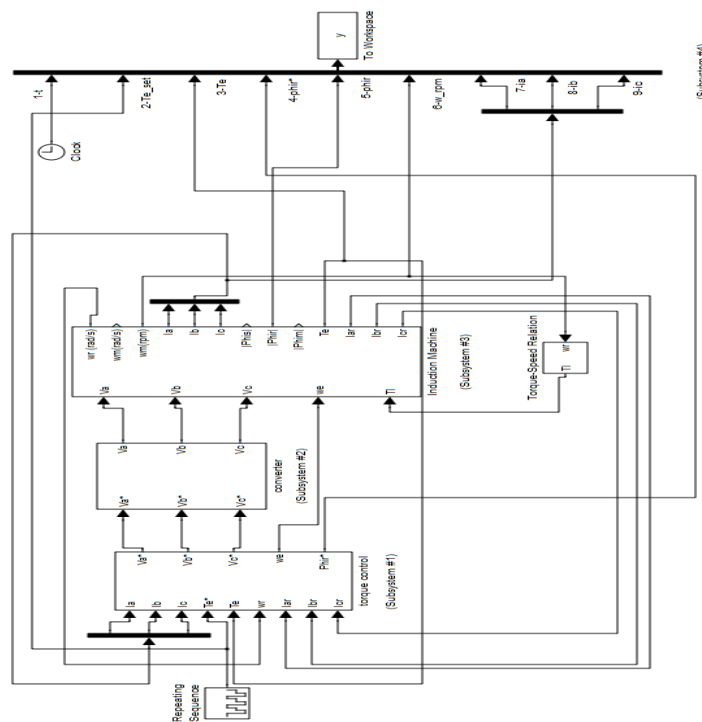 Repeating
Sequence
Ia
Ib
Ic
Te*
Te
wr
Iar
Ibr
Icr
Va*
Vb*
Vc*
we
Phir*
torque control
(Subsystem #1)
Va*
Vb*
Vc*
Va
Vb
Vc
converter
(Subsystem #2)
Va
Vb
Vc
we
Tl
wr (rad/s)
wm(rad/s)
wm(rpm)
Ia
Ib
Ic
|Phis|
|Phir|
|Phim|
Te
Iar
Ibr
Icr
Induction Machine
(Subsystem #3)
Tl
wr
Torque-Speed Relation
Clock
1-t
2-Te_set
3-Te
4-phir*
5-phir
6-w_rpm
7-ia
8-ib
9-ic
y
To Workspace
(Subsystem #4)